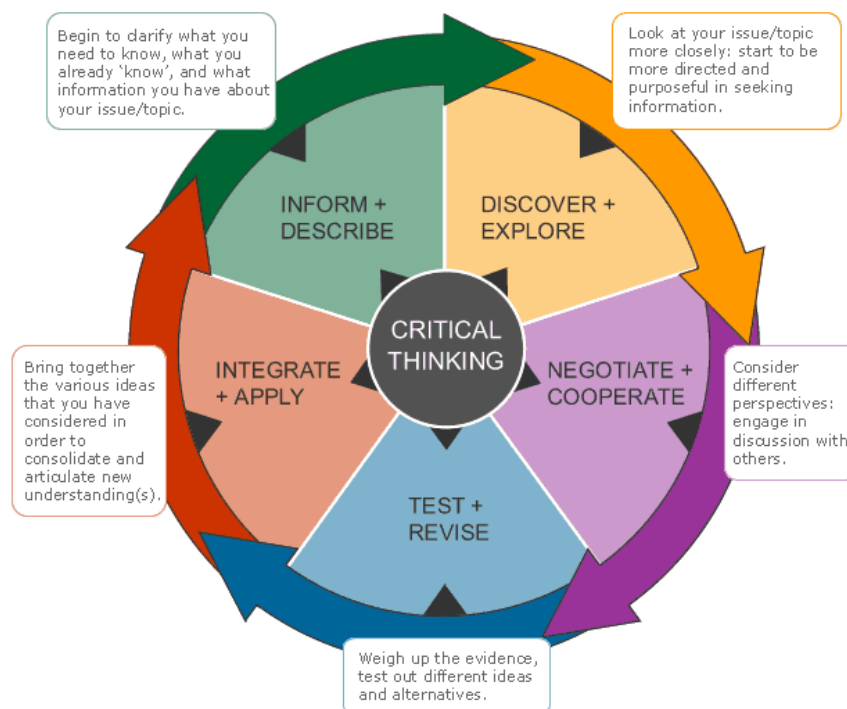 Begin to clarify what you
need to know, what you
already ‘know’, and what
information you have about
your issue/topic.
Look at your issue/topic
more closely: start to be
more directed and
purposeful in seeking
information.
INFORM +
DESCRIBE
DISCOVER +
EXPLORE
CRITICAL
THINKING
INTEGRATE
+ APPLY
NEGOTIATE +
COOPERATE
Bring together
the various ideas
that you have
considered in
order to
consolidate and
articulate new
understanding(s).
Consider
different
perspectives:
engage in
discussion with
others.
TEST +
REVISE
Weigh up the evidence,
test out different ideas
and alternatives.